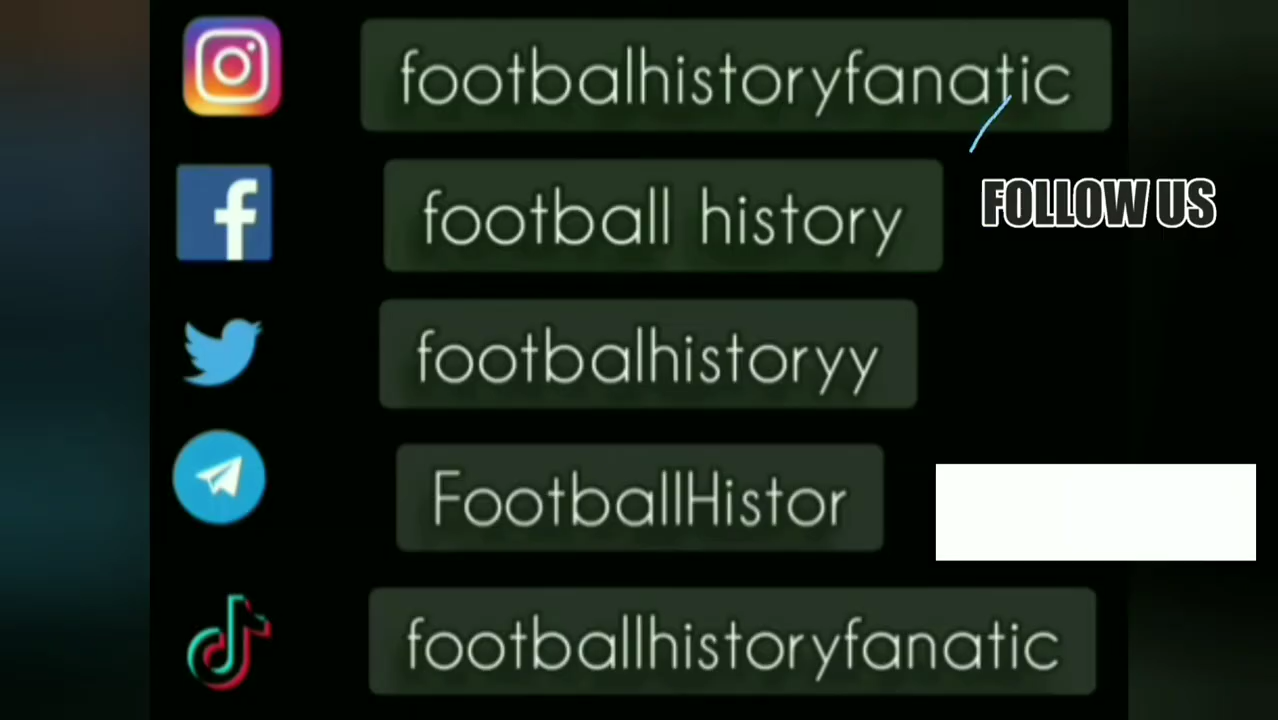 footbalhistoryfanatic
football history
FOLLOW US
footbalhistoryy
FootballHistor
footballhistoryfanatic